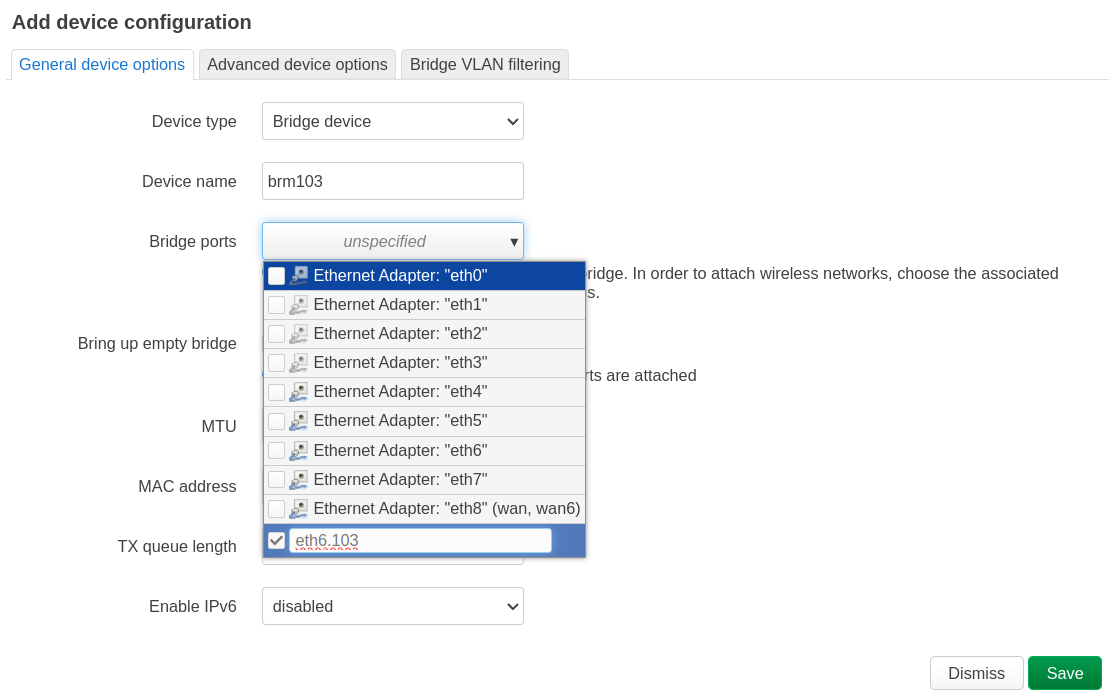 Add device configuration
General device options Advanced device options Bridge VLAN filtering
Device type Bridge device
Device name brm103
Bridge ports unspecified
Ethernet Adapter: "eth0"
ridge. In order to attach wireless networks, choose the associated
s.
Ethernet Adapter: "eth1"
Ethernet Adapter: "eth2"
Bring up empty bridge
Ethernet Adapter: "eth3"
rts are attached
Ethernet Adapter: "eth4"
MTU
Ethernet Adapter: "eth5"
Ethernet Adapter: "eth6"
MAC address
Ethernet Adapter: "eth7"
Ethernet Adapter: "eth8" (wan, wan6)
TX queue length
eth6.103
Enable IPv6 disabled
Dismiss Save